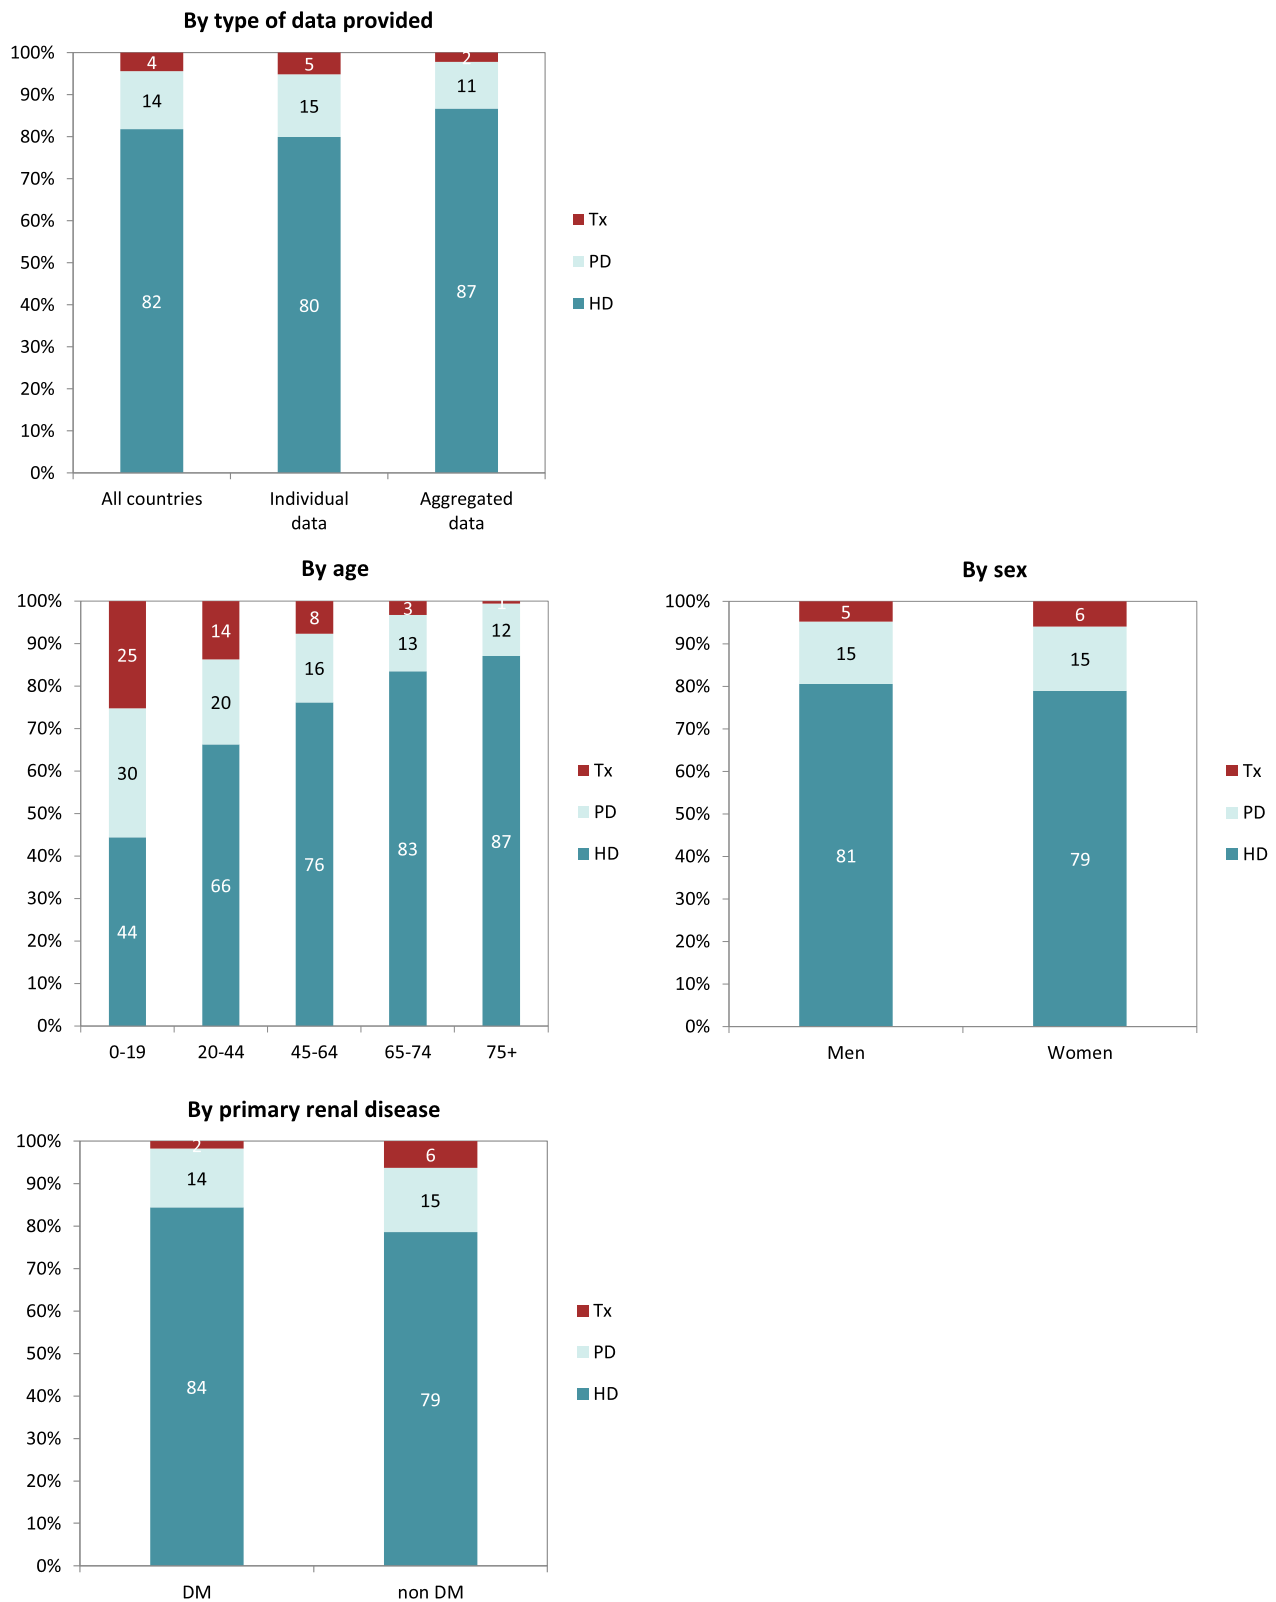 By type of data provided
100%
90%
80%
70%
60%
50%
40%
30%
20%
10%
0%
4 5 2
14 15 11
82 80 87
All countries Individual data Aggregated data
Tx
PD
HD
By age
100%
90%
80%
70%
60%
50%
40%
30%
20%
10%
0%
25 14 8 3 1
30 20 16 13 12
44 66 76 83 87
0-19 20-44 45-64 65-74 75+
Tx
PD
HD
By sex
100%
90%
80%
70%
60%
50%
40%
30%
20%
10%
0%
5 6
15 15
81 79
Men Women
Tx
PD
HD
By primary renal disease
100%
90%
80%
70%
60%
50%
40%
30%
20%
10%
0%
2 6
14 15
84 79
DM non DM
Tx
PD
HD